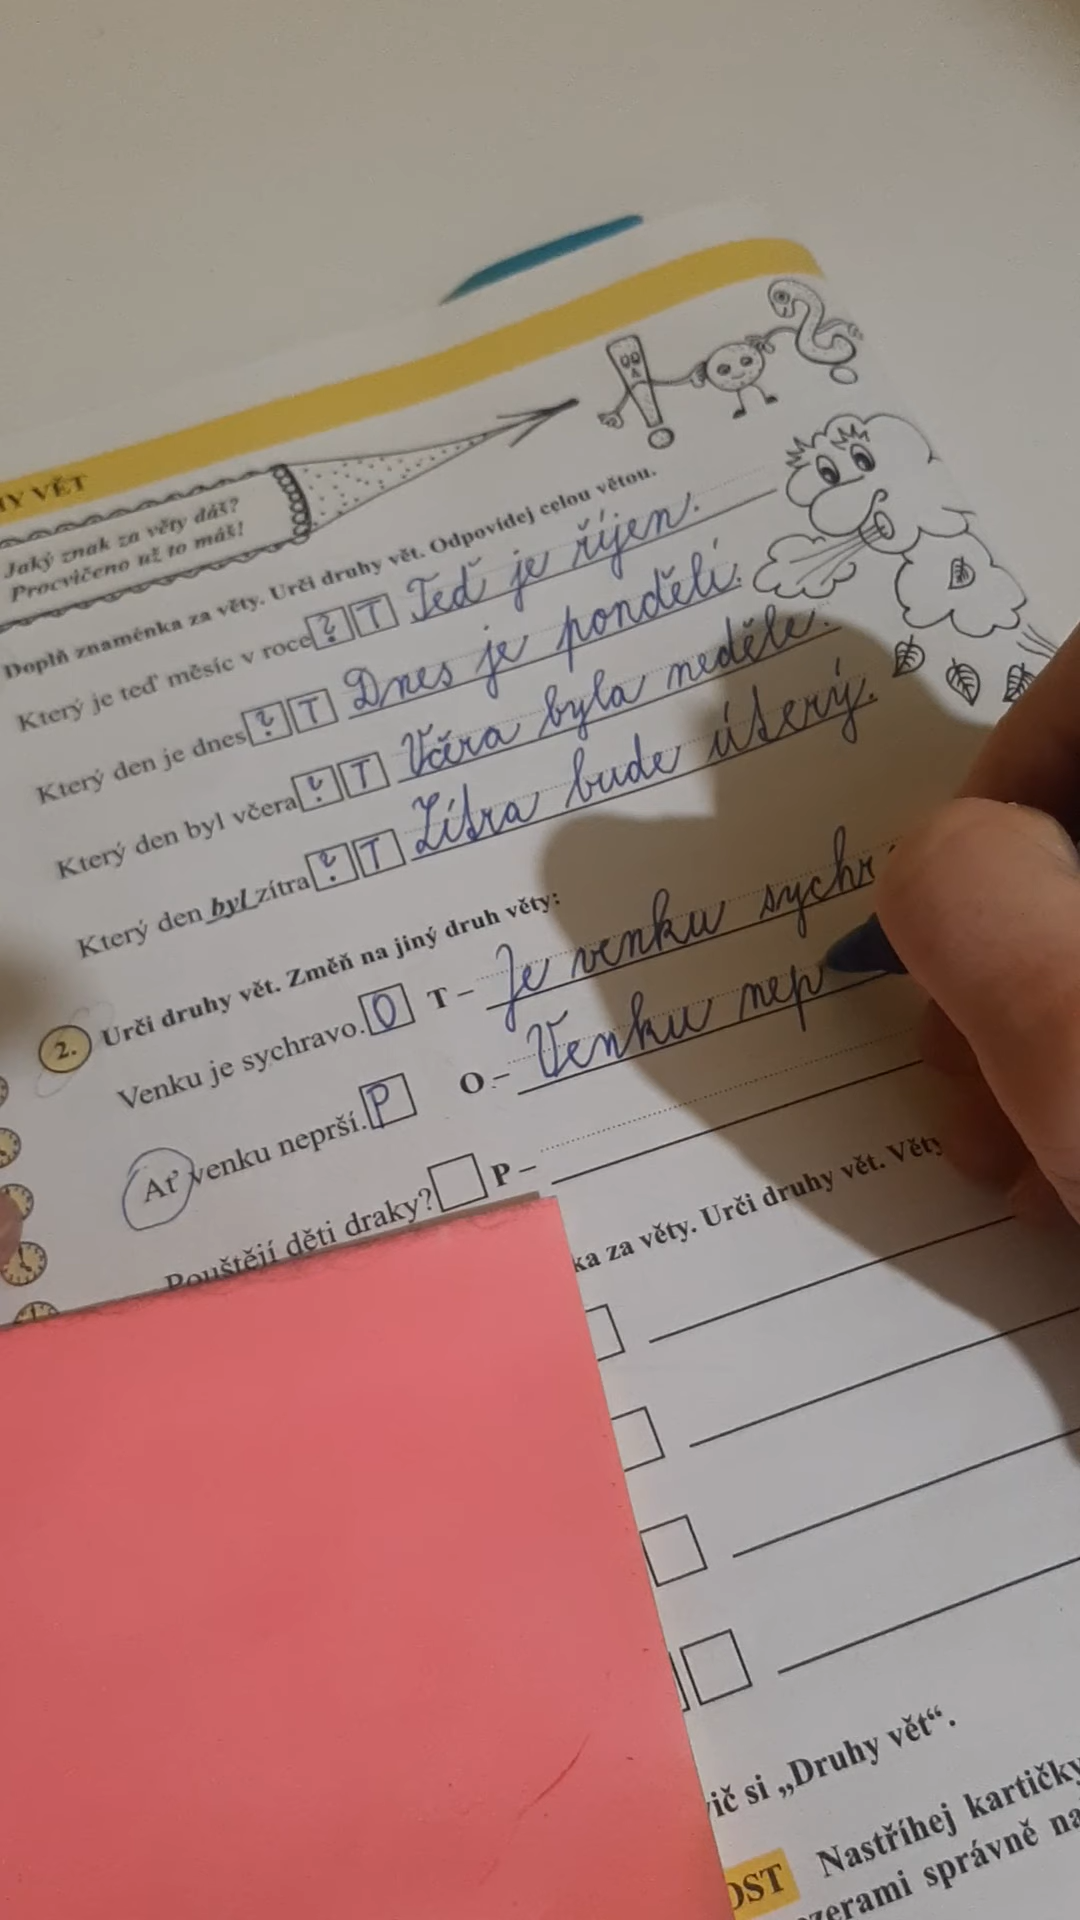 HY VĚT
Jaký znak za věty dáš?
Procvičeno už to máš!
Doplň znaménka za věty. Urči druhy vět. Odpovídej celou větou.
Který je teď měsíc v roce ? T Teď je říjen.
Který den je dnes ? T Dnes je pondělí.
Který den byl včera ? T Včera byla neděle.
Který den byl zítra ? T Zítra bude úterý.
2. Urči druhy vět. Změň na jiný druh věty:
Venku je sychravo. O T – Je venku sychr
Ať venku neprší. P O – Venku nep
Pouštějí děti draky? P –
ka za věty. Urči druhy vět. Věty
ič si „Druhy vět“.
OST Nastříhej kartičky
zerami správně na